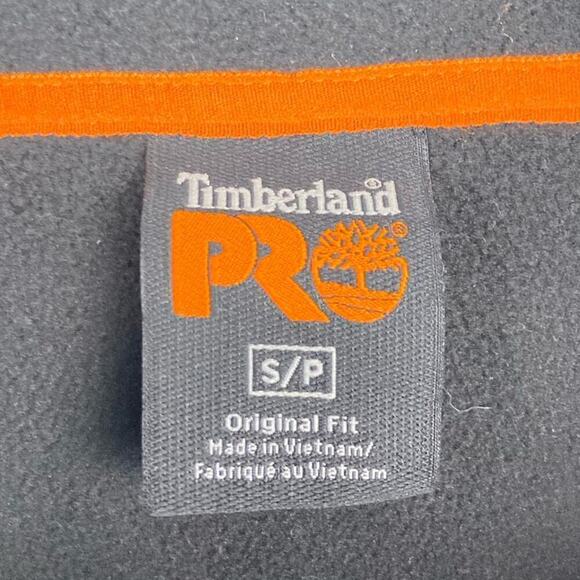 Timberland®
PRO®
S/P
Original Fit
Made in Vietnam/
Fabriqué au Vietnam